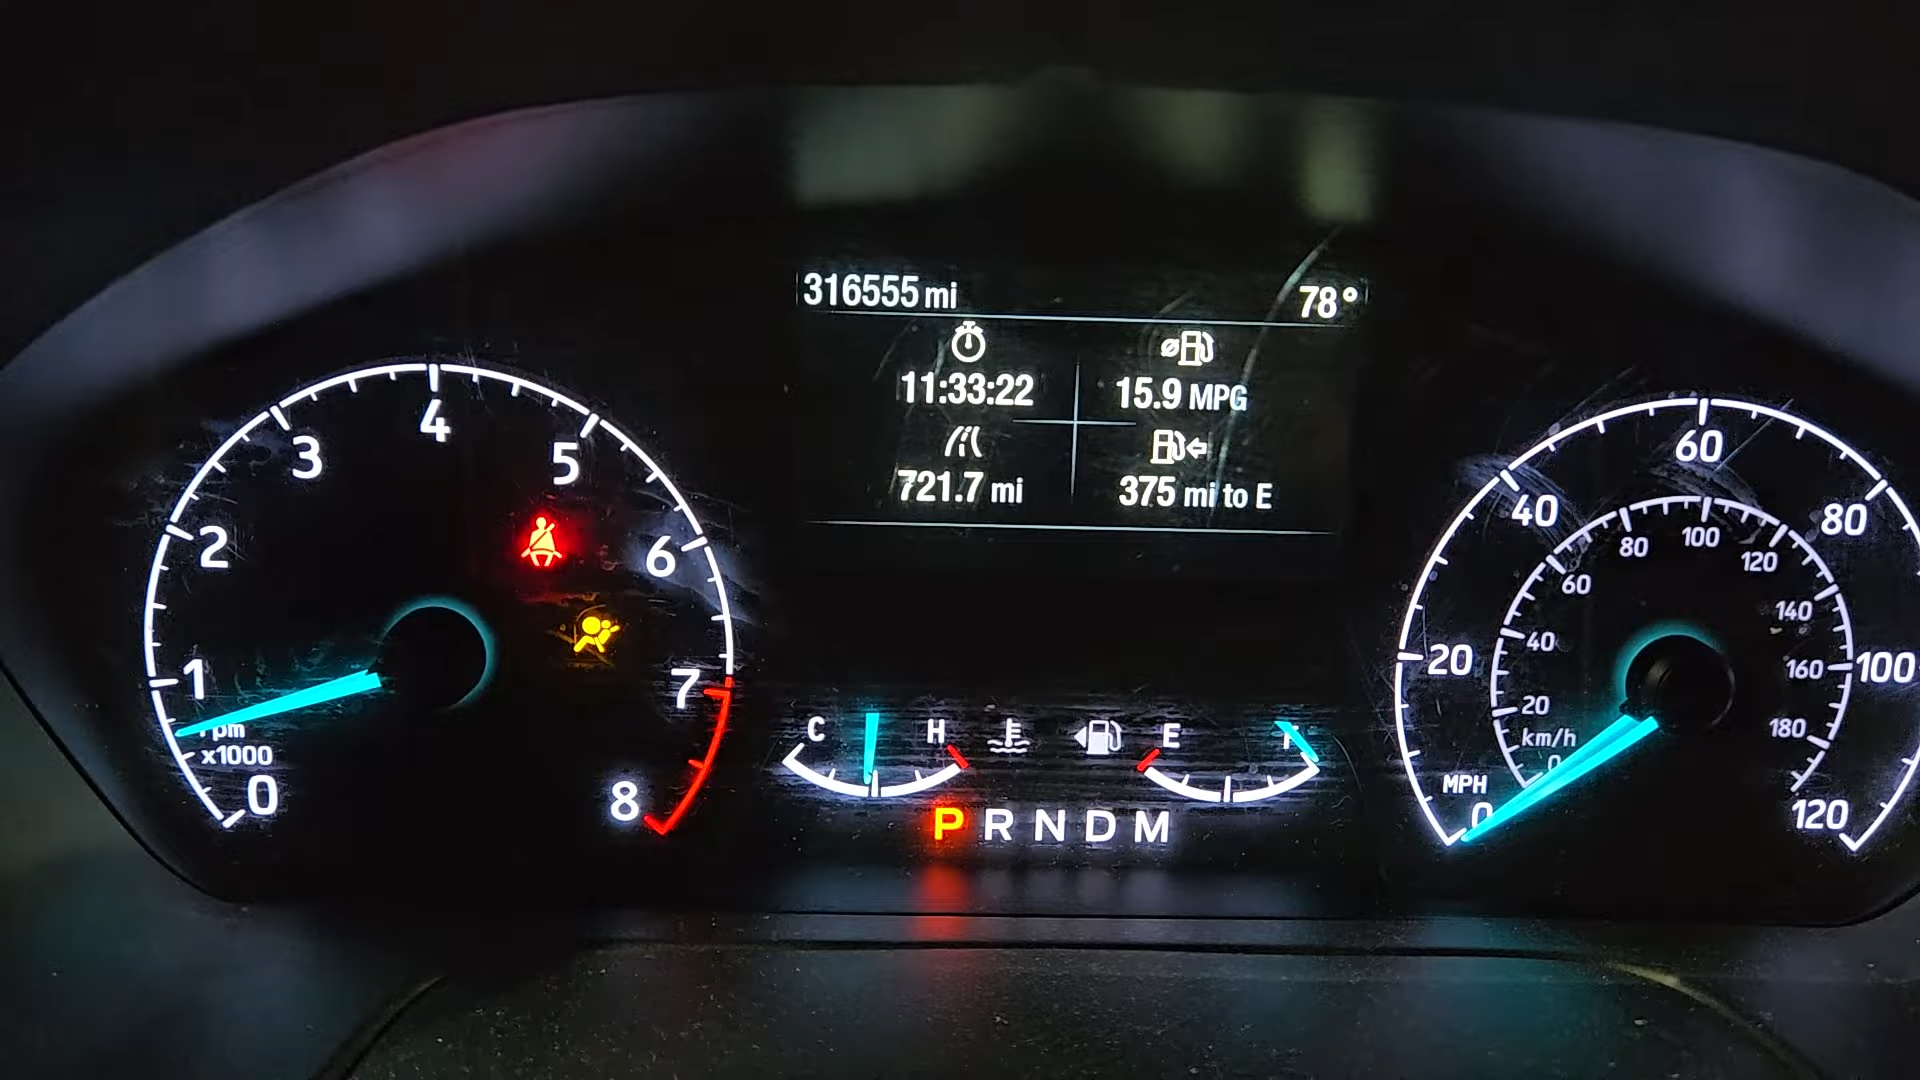 316555 mi 78°
11:33:22 15.9 MPG
721.7 mi 375 mi to E
0 1 2 3 4 5 6 7 8
x1000
C H E
P R N D M
0 20 40 60 80 100 120
MPH
20 40 60 80 100 120 140 160 180
km/h